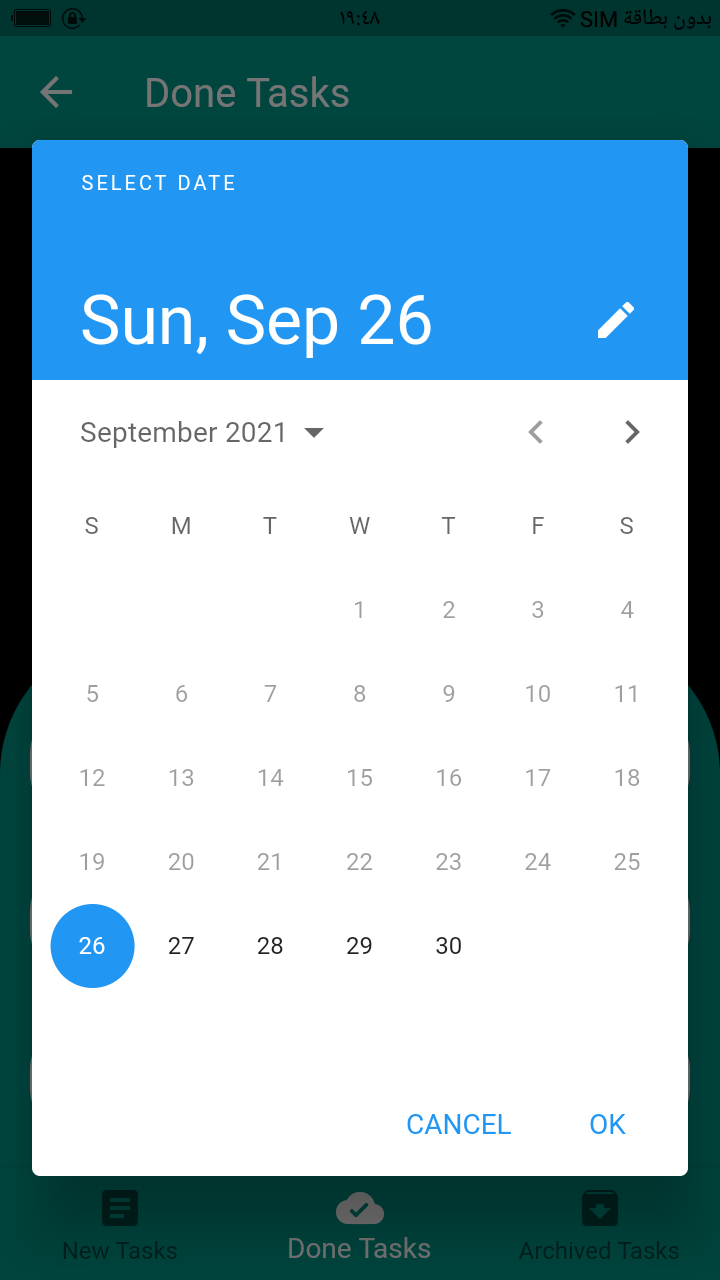 ١٩:٤٨ بدون بطاقة SIM
Done Tasks
SELECT DATE
Sun, Sep 26
September 2021
S M T W T F S
1 2 3 4
5 6 7 8 9 10 11
12 13 14 15 16 17 18
19 20 21 22 23 24 25
26 27 28 29 30
CANCEL OK
New Tasks Done Tasks Archived Tasks